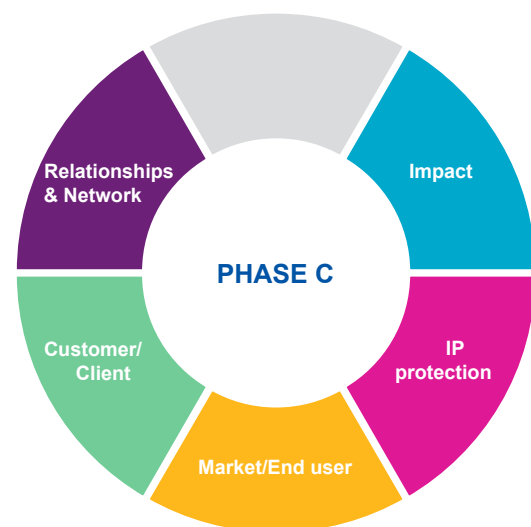 Relationships
& Network
Impact
PHASE C
Customer/
Client
IP
protection
Market/End user